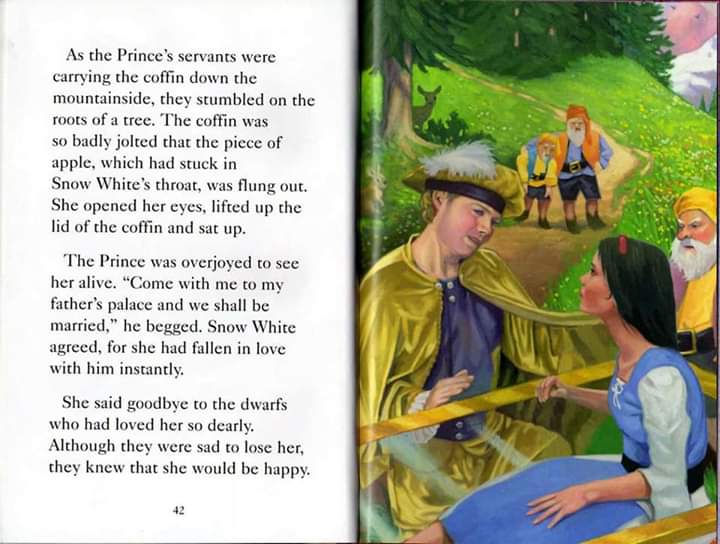 As the Prince's servants were
carrying the coffin down the
mountainside, they stumbled on the
roots of a tree. The coffin was
so badly jolted that the piece of
apple, which had stuck in
Snow White's throat, was flung out.
She opened her eyes, lifted up the
lid of the coffin and sat up.
The Prince was overjoyed to see
her alive. “Come with me to my
father's palace and we shall be
married,” he begged. Snow White
agreed, for she had fallen in love
with him instantly.
She said goodbye to the dwarfs
who had loved her so dearly.
Although they were sad to lose her,
they knew that she would be happy.
42